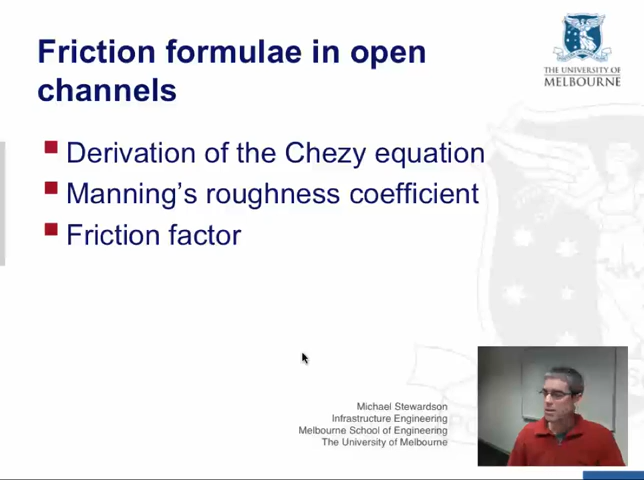 Friction formulae in open
channels
THE UNIVERSITY OF
MELBOURNE
Derivation of the Chezy equation
Manning's roughness coefficient
Friction factor
Michael Stewardson
Infrastructure Engineering
Melbourne School of Engineering
The University of Melbourne